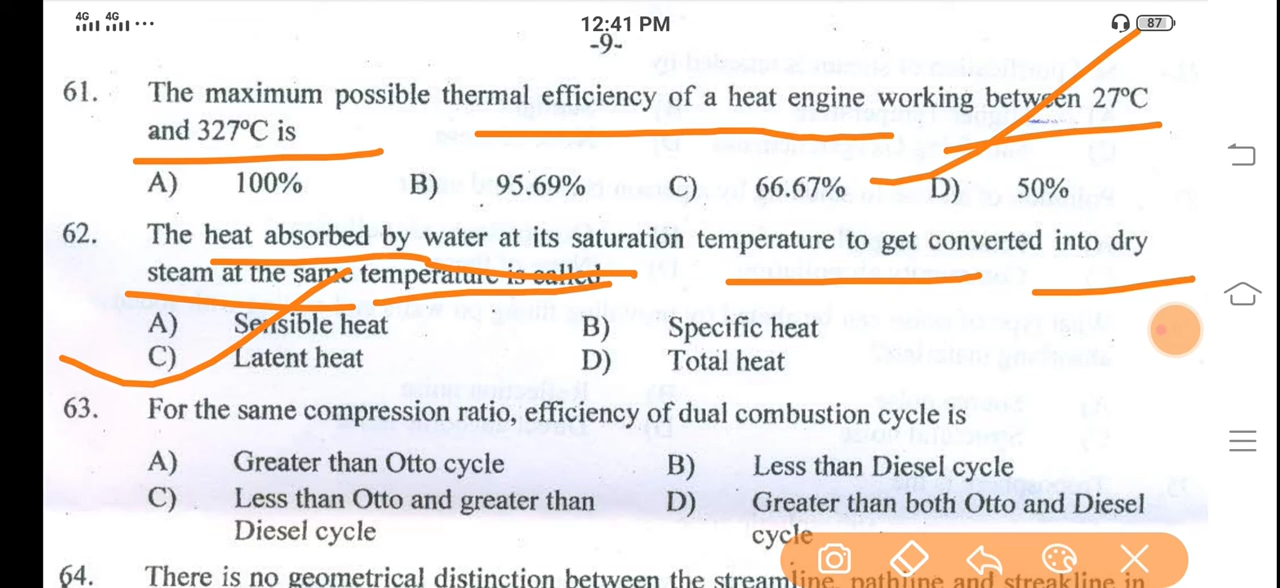 4G 4G 12:41 PM 87
-9-
61. The maximum possible thermal efficiency of a heat engine working between 27ºC
and 327ºC is
A) 100% B) 95.69% C) 66.67% D) 50%
62. The heat absorbed by water at its saturation temperature to get converted into dry
steam at the same temperature is called
A) Sensible heat B) Specific heat
C) Latent heat D) Total heat
63. For the same compression ratio, efficiency of dual combustion cycle is
A) Greater than Otto cycle B) Less than Diesel cycle
C) Less than Otto and greater than D) Greater than both Otto and Diesel
Diesel cycle cycle
64. There is no geometrical distinction between the streamline, pathline and streakline in